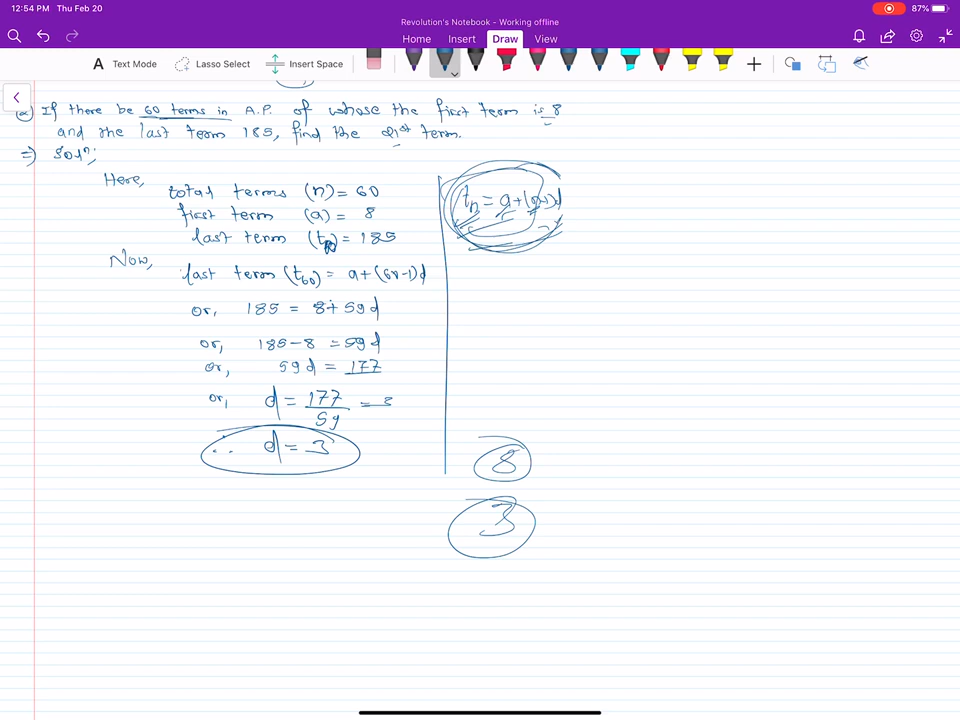 12:54 PM Thu Feb 20
87%
Revolution's Notebook - Working offline
Home Insert Draw View
Text Mode Lasso Select Insert Space
If there be 60 terms in A.P. of whose the first term is 8
and the last term 185, find the 41st term.
=> Solⁿ:
Here,
total terms (n) = 60
first term (a) = 8
last term (tₙ) = 185
tₙ = a+(n-1)d
Now,
last term (t₆₀) = a+(60-1)d
or, 185 = 8+59d
or, 185-8 = 59d
or, 59d = 177
or, d = 177/59 = 3
∴ d = 3
8
3